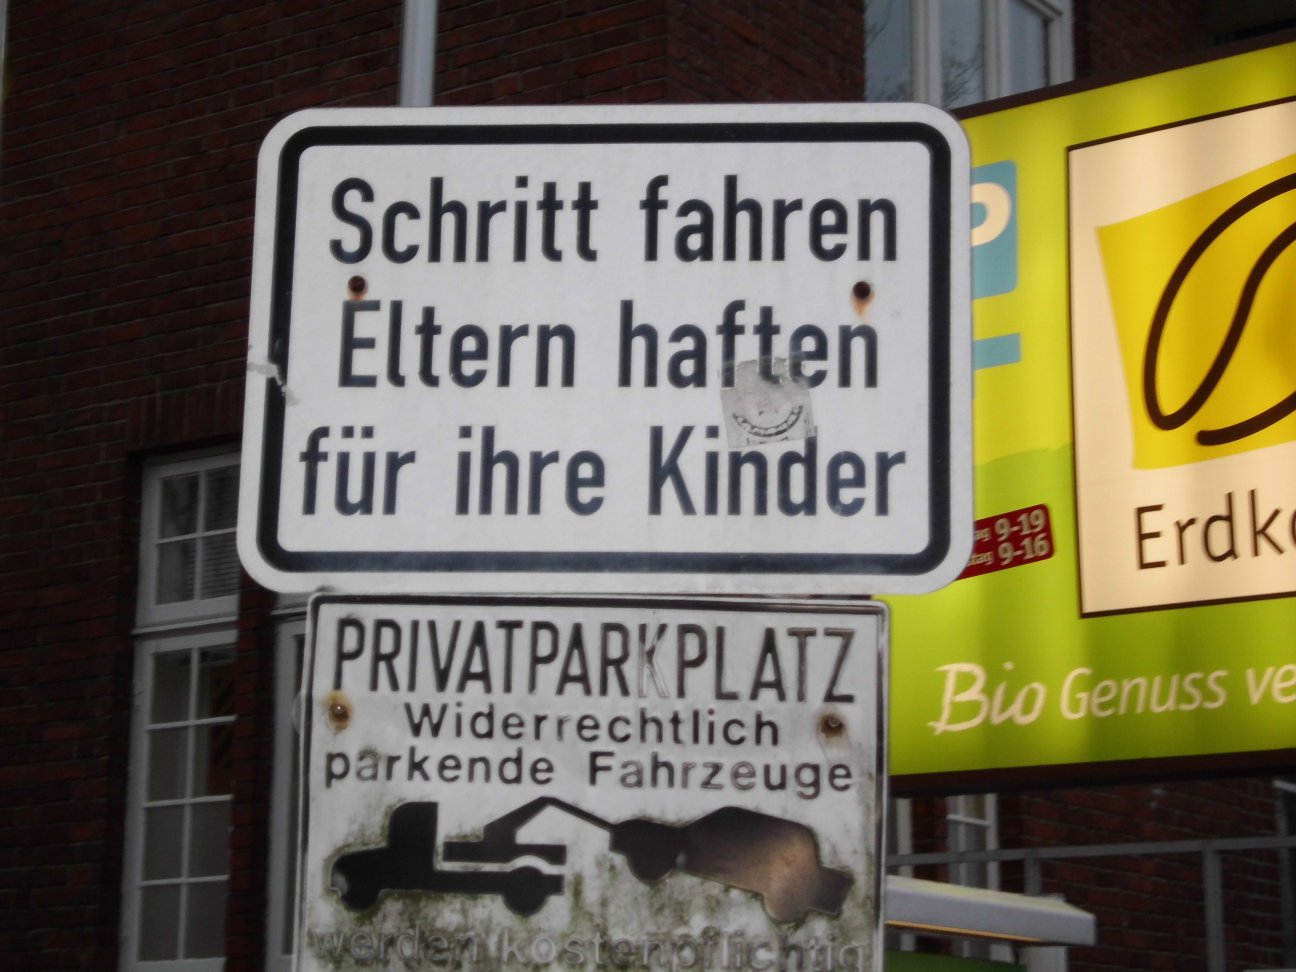 Schritt fahren
Eltern haften
für ihre Kinder
PRIVATPARKPLATZ
Widerrechtlich
parkende Fahrzeuge
werden kostenpflichtig
9-19
9-16
Bio Genuss